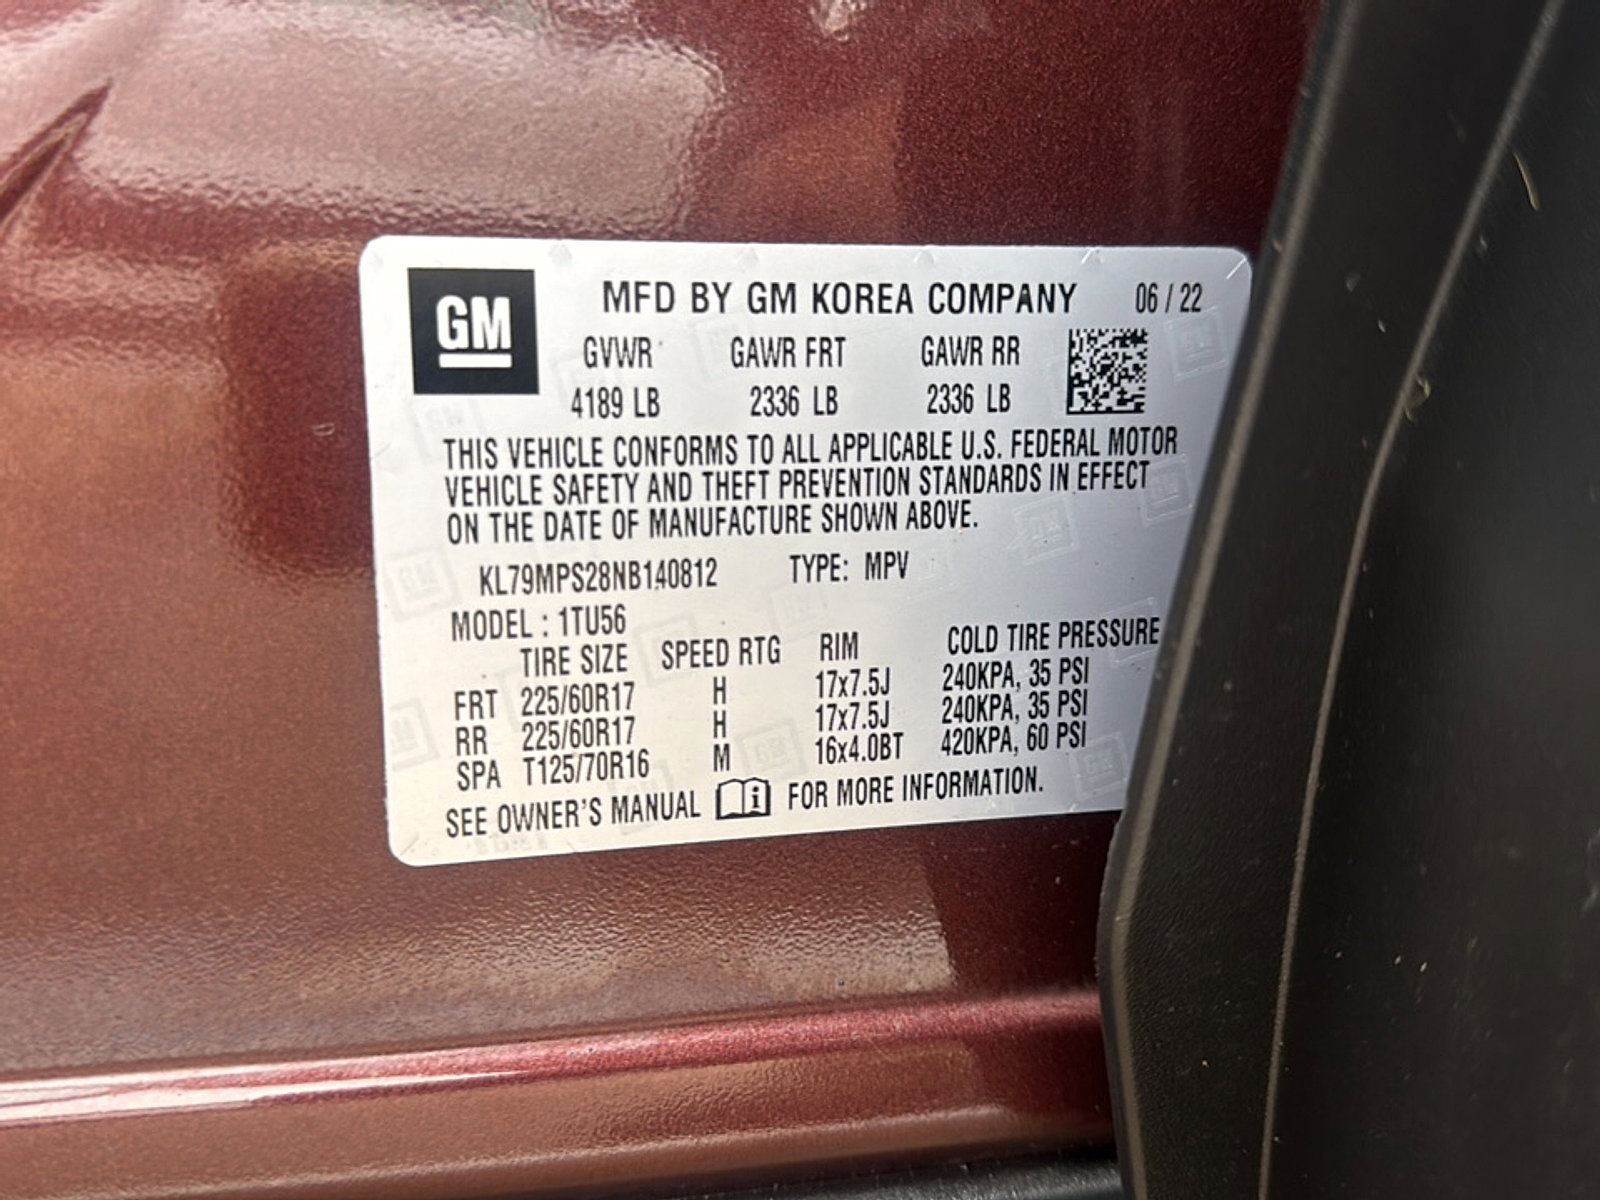 GM
MFD BY GM KOREA COMPANY 06 / 22
GVWR GAWR FRT GAWR RR
4189 LB 2336 LB 2336 LB
THIS VEHICLE CONFORMS TO ALL APPLICABLE U.S. FEDERAL MOTOR
VEHICLE SAFETY AND THEFT PREVENTION STANDARDS IN EFFECT
ON THE DATE OF MANUFACTURE SHOWN ABOVE.
KL79MPS28NB140812 TYPE: MPV
MODEL : 1TU56
TIRE SIZE SPEED RTG RIM COLD TIRE PRESSURE
FRT 225/60R17 H 17x7.5J 240KPA, 35 PSI
RR 225/60R17 H 17x7.5J 240KPA, 35 PSI
SPA T125/70R16 M 16x4.0BT 420KPA, 60 PSI
SEE OWNER'S MANUAL i FOR MORE INFORMATION.